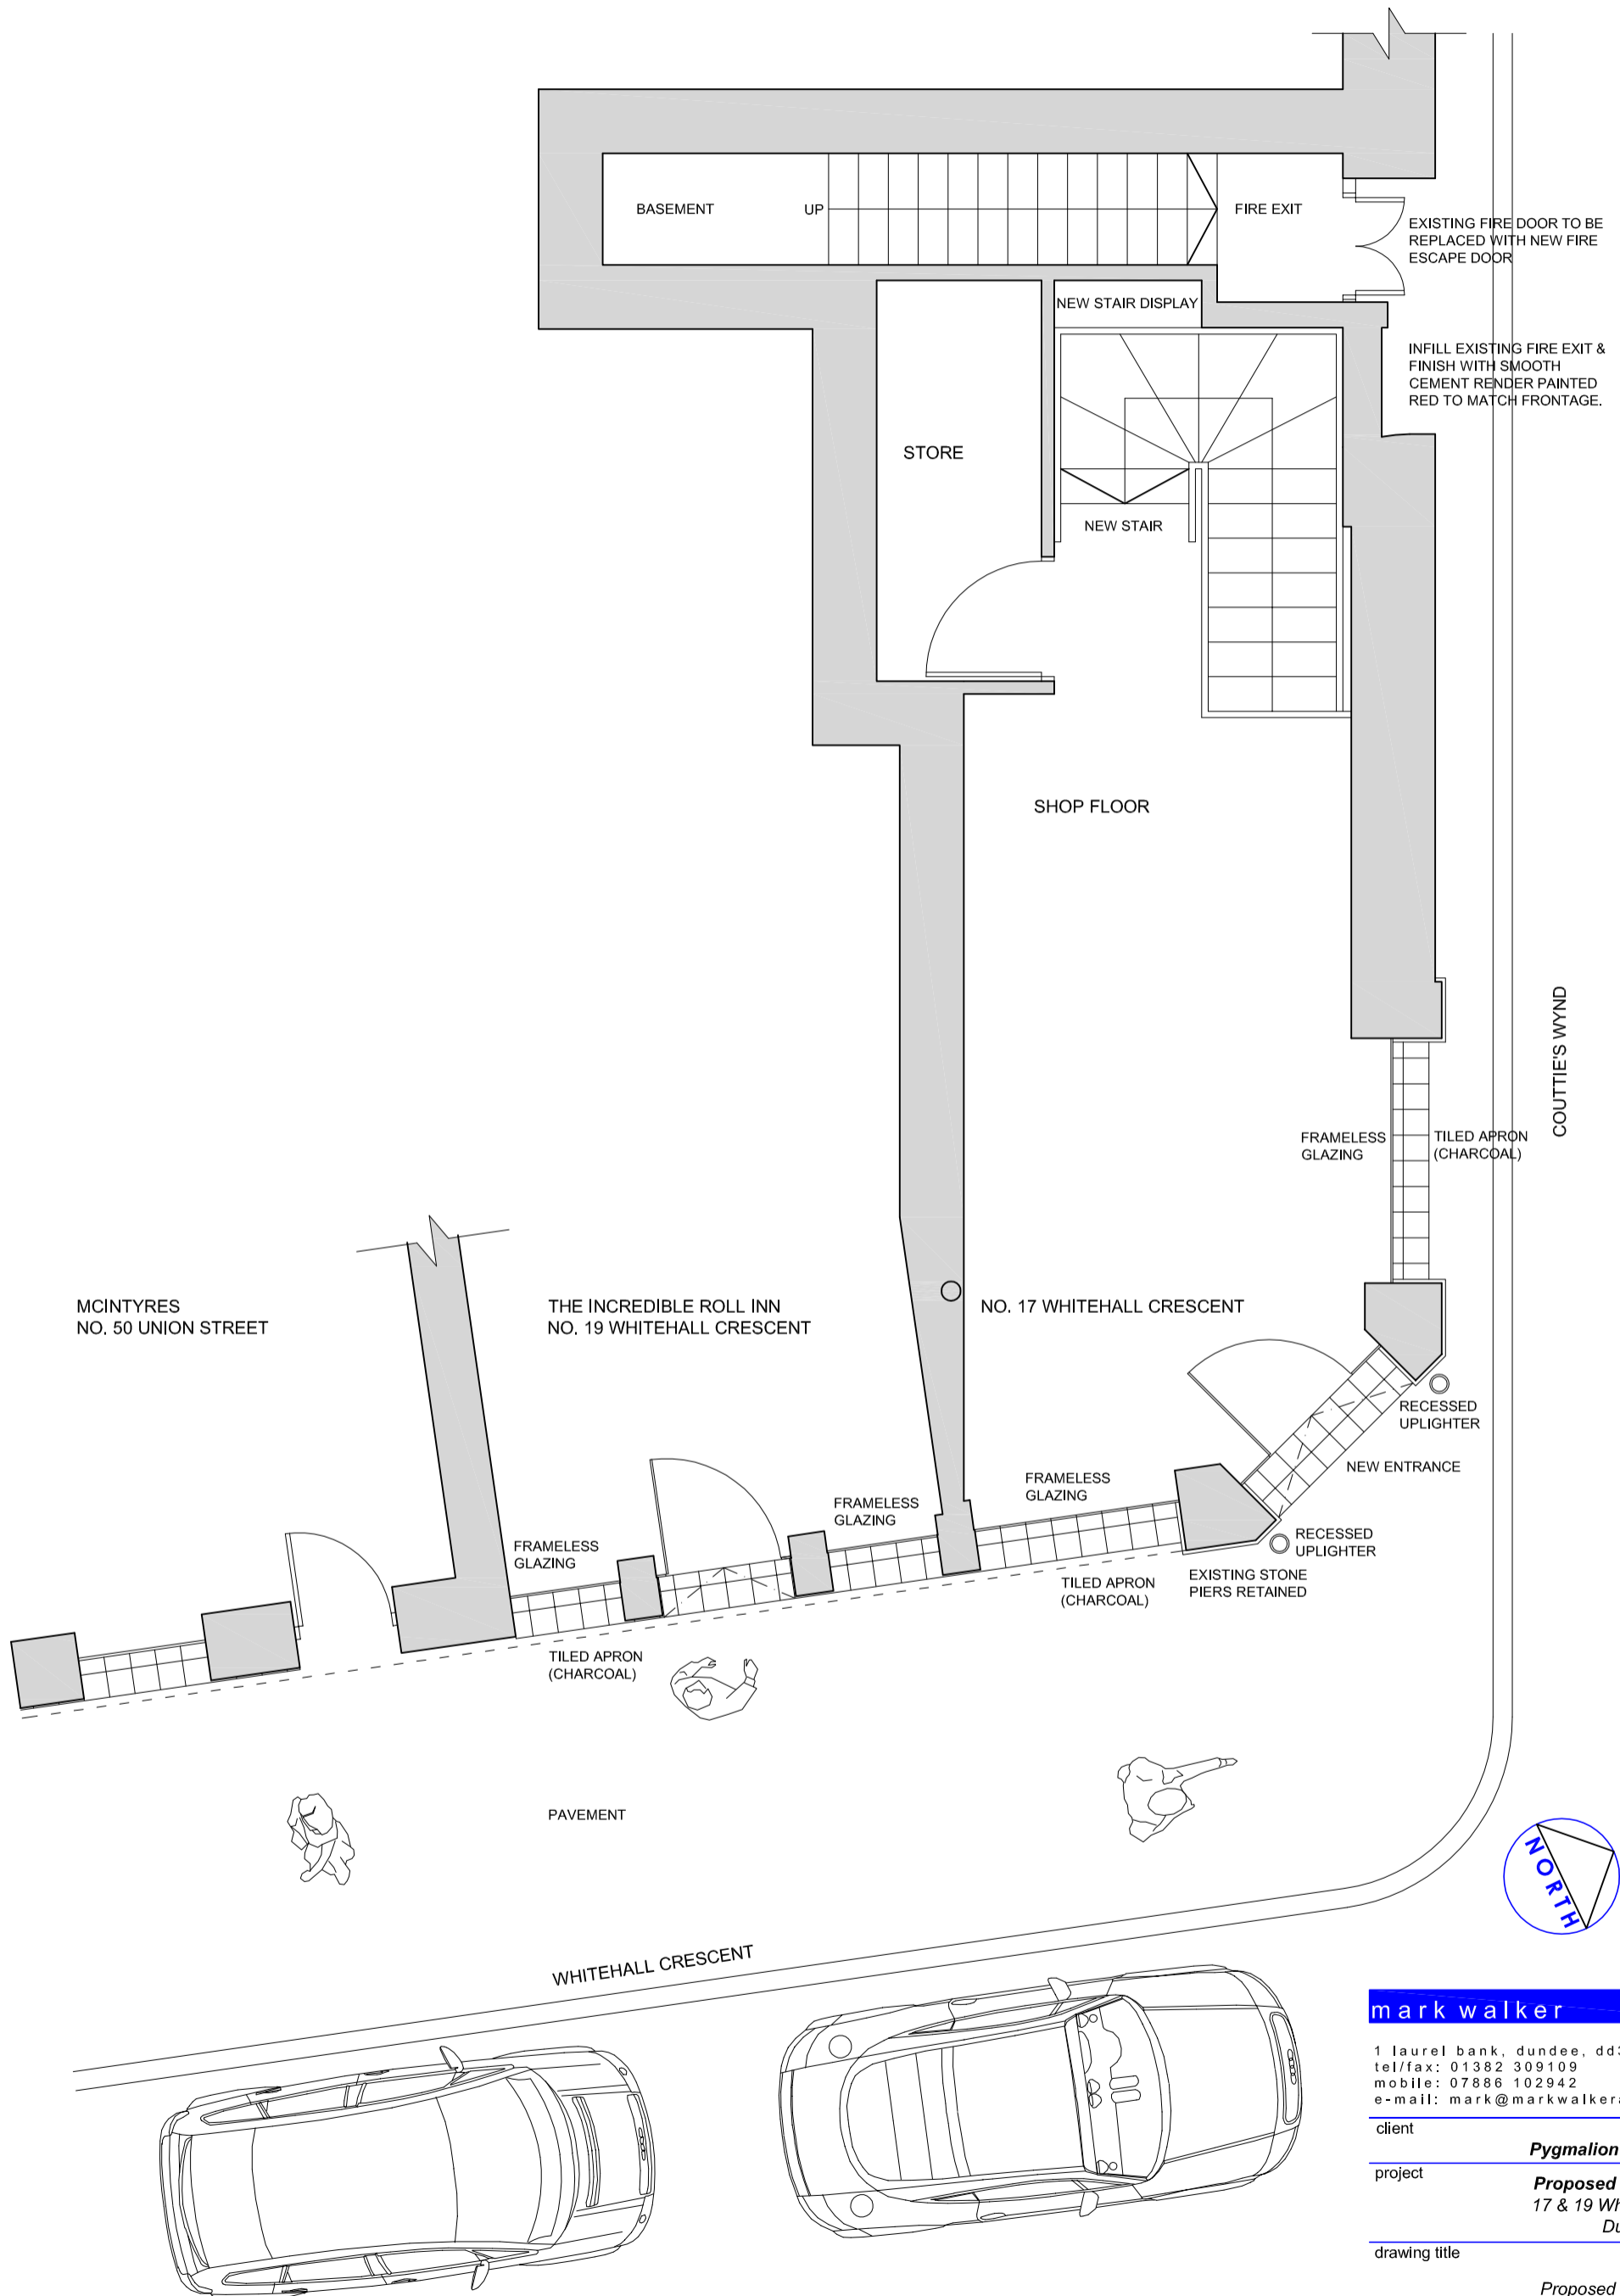 BASEMENT
UP
FIRE EXIT
EXISTING FIRE DOOR TO BE
REPLACED WITH NEW FIRE
ESCAPE DOOR
NEW STAIR DISPLAY
INFILL EXISTING FIRE EXIT &
FINISH WITH SMOOTH
CEMENT RENDER PAINTED
RED TO MATCH FRONTAGE.
STORE
NEW STAIR
SHOP FLOOR
COUTTIE'S WYND
FRAMELESS
GLAZING
TILED APRON
(CHARCOAL)
MCINTYRES
NO. 50 UNION STREET
THE INCREDIBLE ROLL INN
NO. 19 WHITEHALL CRESCENT
NO. 17 WHITEHALL CRESCENT
RECESSED
UPLIGHTER
NEW ENTRANCE
FRAMELESS
GLAZING
FRAMELESS
GLAZING
FRAMELESS
GLAZING
RECESSED
UPLIGHTER
EXISTING STONE
PIERS RETAINED
TILED APRON
(CHARCOAL)
TILED APRON
(CHARCOAL)
PAVEMENT
NORTH
WHITEHALL CRESCENT
mark walker
1 laurel bank, dundee, dd3
tel/fax: 01382 309109
mobile: 07886 102942
e-mail: mark@markwalker
client
Pygmalion
project
Proposed
17 & 19 Wh
Du
drawing title
Proposed